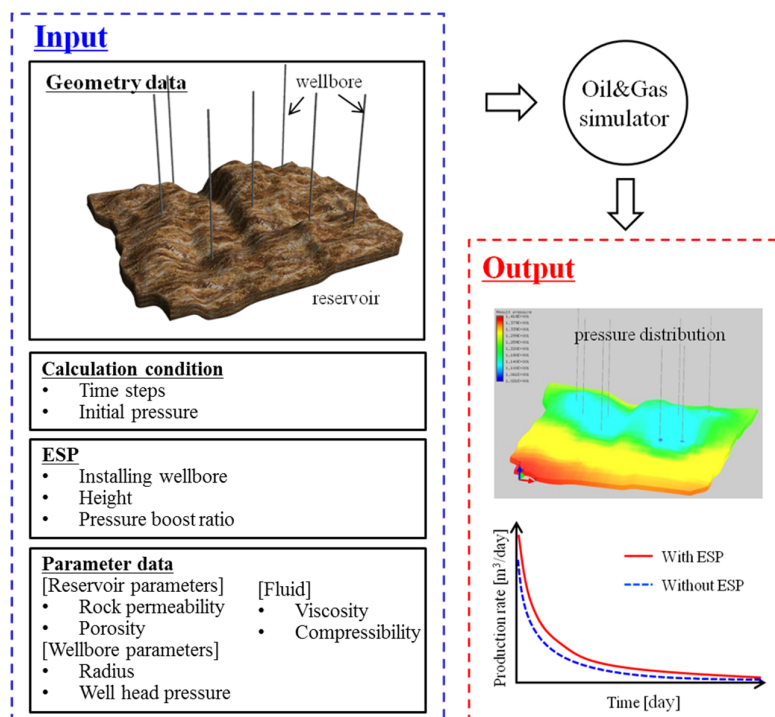 Input
Geometry data
wellbore
reservoir
Calculation condition
• Time steps
• Initial pressure
ESP
• Installing wellbore
• Height
• Pressure boost ratio
Parameter data
[Reservoir parameters]
• Rock permeability
• Porosity
[Wellbore parameters]
• Radius
• Well head pressure
[Fluid]
• Viscosity
• Compressibility
Oil&Gas
simulator
Output
Result pressure
pressure distribution
Production rate [m³/day]
With ESP
Without ESP
Time [day]